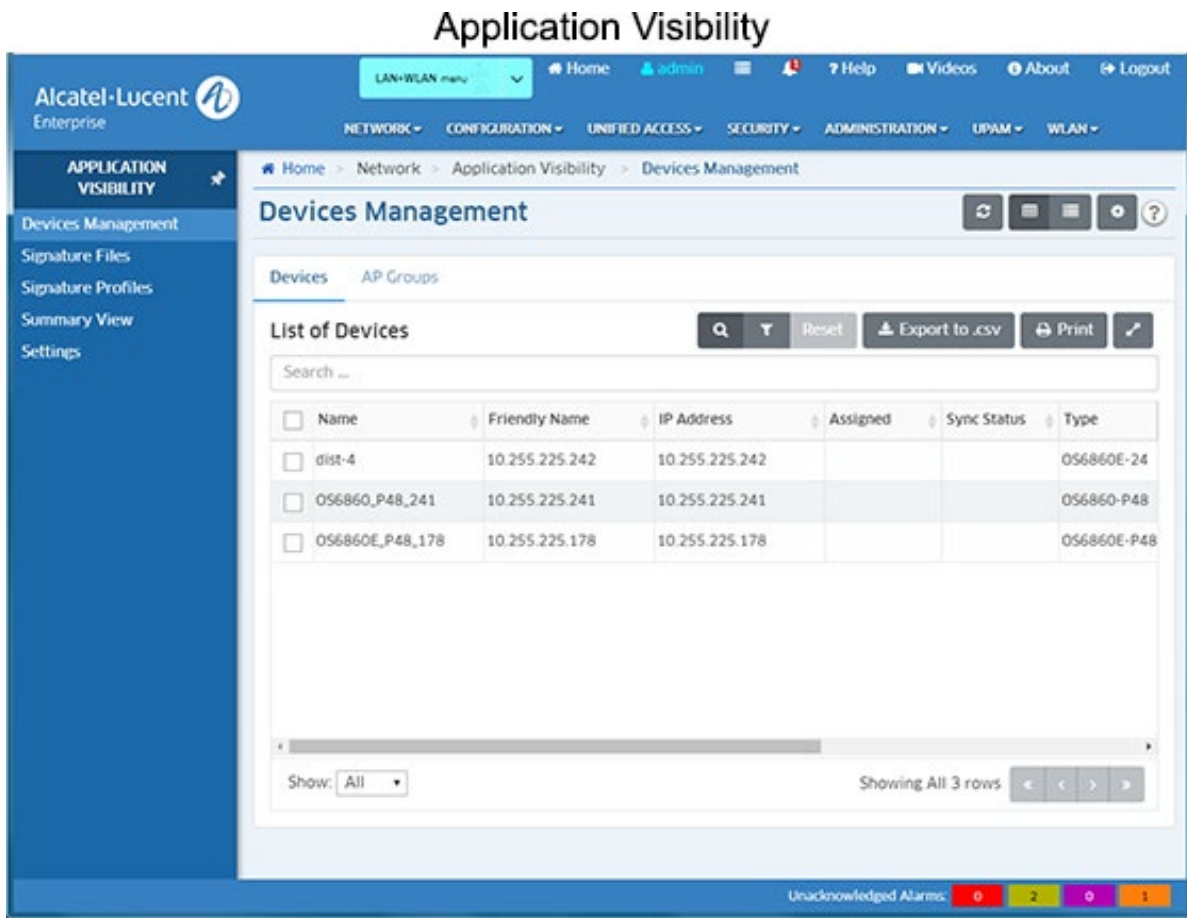 Application Visibility
Alcatel·Lucent
Enterprise
LAN+WLAN menu
Home admin ? Help Videos About Logout
NETWORK CONFIGURATION UNIFIED ACCESS SECURITY ADMINISTRATION UPAM WLAN
APPLICATION
VISIBILITY
Devices Management
Signature Files
Signature Profiles
Summary View
Settings
Home > Network > Application Visibility > Devices Management
Devices Management
?
Devices AP Groups
List of Devices
Reset Export to .csv Print
Search ...
Name Friendly Name IP Address Assigned Sync Status Type
dist-4 10.255.225.242 10.255.225.242 OS6860E-24
OS6860_P48_241 10.255.225.241 10.255.225.241 OS6860-P48
OS6860E_P48_178 10.255.225.178 10.255.225.178 OS6860E-P48
Show: All
Showing All 3 rows « ‹ › »
Unacknowledged Alarms: 0 2 0 1